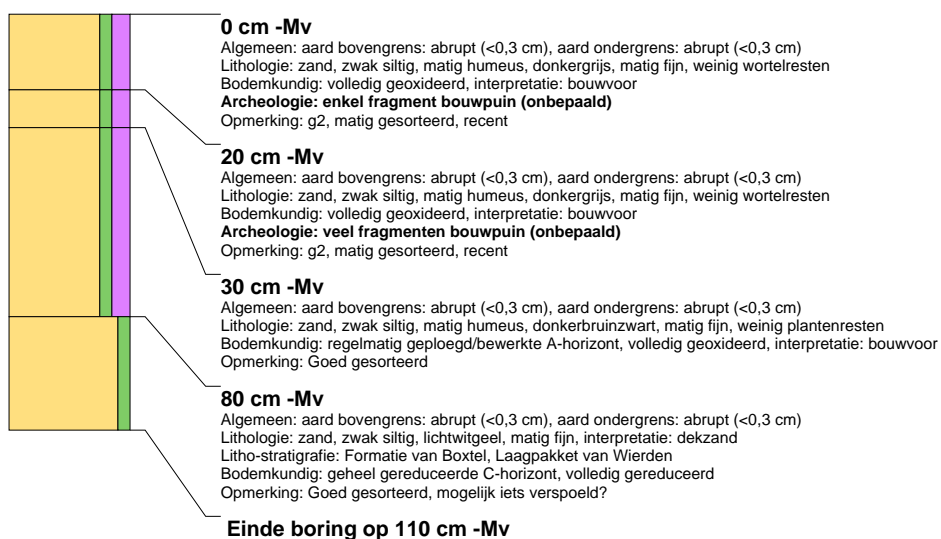 0 cm -Mv
Algemeen: aard bovengrens: abrupt (<0,3 cm), aard ondergrens: abrupt (<0,3 cm)
Lithologie: zand, zwak siltig, matig humeus, donkergrijs, matig fijn, weinig wortelresten
Bodemkundig: volledig geoxideerd, interpretatie: bouwvoor
Archeologie: enkel fragment bouwpuin (onbepaald)
Opmerking: g2, matig gesorteerd, recent
20 cm -Mv
Algemeen: aard bovengrens: abrupt (<0,3 cm), aard ondergrens: abrupt (<0,3 cm)
Lithologie: zand, zwak siltig, matig humeus, donkergrijs, matig fijn, weinig wortelresten
Bodemkundig: volledig geoxideerd, interpretatie: bouwvoor
Archeologie: veel fragmenten bouwpuin (onbepaald)
Opmerking: g2, matig gesorteerd, recent
30 cm -Mv
Algemeen: aard bovengrens: abrupt (<0,3 cm), aard ondergrens: abrupt (<0,3 cm)
Lithologie: zand, zwak siltig, matig humeus, donkerbruinzwart, matig fijn, weinig plantenresten
Bodemkundig: regelmatig geploegd/bewerkte A-horizont, volledig geoxideerd, interpretatie: bouwvoor
Opmerking: Goed gesorteerd
80 cm -Mv
Algemeen: aard bovengrens: abrupt (<0,3 cm), aard ondergrens: abrupt (<0,3 cm)
Lithologie: zand, zwak siltig, lichtwitgeel, matig fijn, interpretatie: dekzand
Litho-stratigrafie: Formatie van Boxtel, Laagpakket van Wierden
Bodemkundig: geheel gereduceerde C-horizont, volledig gereduceerd
Opmerking: Goed gesorteerd, mogelijk iets verspoeld?
Einde boring op 110 cm -Mv